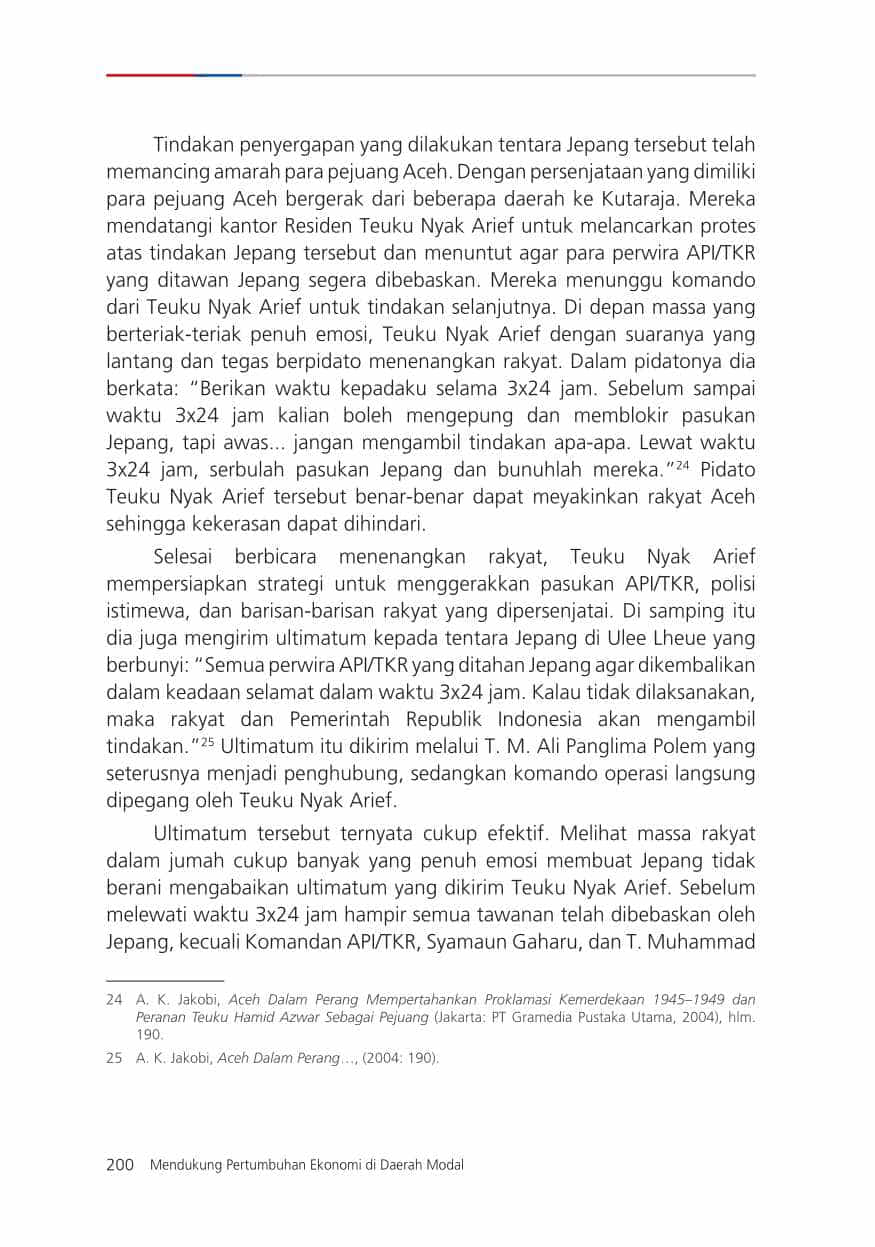 Tindakan penyergapan yang dilakukan tentara Jepang tersebut telah
memancing amarah para pejuang Aceh. Dengan persenjataan yang dimiliki
para pejuang Aceh bergerak dari beberapa daerah ke Kutaraja. Mereka
mendatangi kantor Residen Teuku Nyak Arief untuk melancarkan protes
atas tindakan Jepang tersebut dan menuntut agar para perwira API/TKR
yang ditawan Jepang segera dibebaskan. Mereka menunggu komando
dari Teuku Nyak Arief untuk tindakan selanjutnya. Di depan massa yang
berteriak-teriak penuh emosi, Teuku Nyak Arief dengan suaranya yang
lantang dan tegas berpidato menenangkan rakyat. Dalam pidatonya dia
berkata: “Berikan waktu kepadaku selama 3x24 jam. Sebelum sampai
waktu 3x24 jam kalian boleh mengepung dan memblokir pasukan
Jepang, tapi awas... jangan mengambil tindakan apa-apa. Lewat waktu
3x24 jam, serbulah pasukan Jepang dan bunuhlah mereka.”24 Pidato
Teuku Nyak Arief tersebut benar-benar dapat meyakinkan rakyat Aceh
sehingga kekerasan dapat dihindari.
Selesai berbicara menenangkan rakyat, Teuku Nyak Arief
mempersiapkan strategi untuk menggerakkan pasukan API/TKR, polisi
istimewa, dan barisan-barisan rakyat yang dipersenjatai. Di samping itu
dia juga mengirim ultimatum kepada tentara Jepang di Ulee Lheue yang
berbunyi: “Semua perwira API/TKR yang ditahan Jepang agar dikembalikan
dalam keadaan selamat dalam waktu 3x24 jam. Kalau tidak dilaksanakan,
maka rakyat dan Pemerintah Republik Indonesia akan mengambil
tindakan.”25 Ultimatum itu dikirim melalui T. M. Ali Panglima Polem yang
seterusnya menjadi penghubung, sedangkan komando operasi langsung
dipegang oleh Teuku Nyak Arief.
Ultimatum tersebut ternyata cukup efektif. Melihat massa rakyat
dalam jumah cukup banyak yang penuh emosi membuat Jepang tidak
berani mengabaikan ultimatum yang dikirim Teuku Nyak Arief. Sebelum
melewati waktu 3x24 jam hampir semua tawanan telah dibebaskan oleh
Jepang, kecuali Komandan API/TKR, Syamaun Gaharu, dan T. Muhammad
24 A. K. Jakobi, Aceh Dalam Perang Mempertahankan Proklamasi Kemerdekaan 1945–1949 dan
Peranan Teuku Hamid Azwar Sebagai Pejuang (Jakarta: PT Gramedia Pustaka Utama, 2004), hlm.
190.
25 A. K. Jakobi, Aceh Dalam Perang…, (2004: 190).
200 Mendukung Pertumbuhan Ekonomi di Daerah Modal